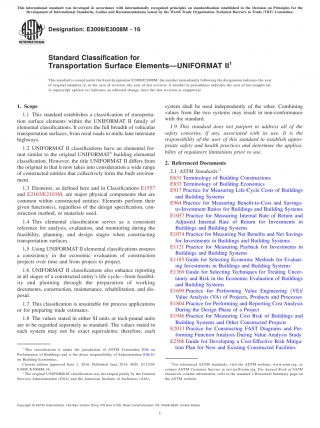 This international standard was developed in accordance with internationally recognized principles on standardization established in the Decision on Principles for the
Development of International Standards, Guides and Recommendations issued by the World Trade Organization Technical Barriers to Trade (TBT) Committee.
Designation: E3008/E3008M − 16
Standard Classification for
Transportation Surface Elements—UNIFORMAT II¹
This standard is issued under the fixed designation E3008/E3008M; the number immediately following the designation indicates the year
of original adoption or, in the case of revision, the year of last revision. A number in parentheses indicates the year of last reapproval.
A superscript epsilon (ε) indicates an editorial change since the last revision or reapproval.
1. Scope
1.1 This standard establishes a classification of transportation
surface elements within the UNIFORMAT II family of
elemental classifications. It covers the full breadth of vehicular
transportation surfaces, from rural roads to multi-lane interstate
highways.
1.2 UNIFORMAT II classifications have an elemental format
similar to the original UNIFORMAT² building elemental
classification. However, the title UNIFORMAT II differs from
the original in that it now takes into consideration a wide range
of constructed entities that collectively form the built environment.
1.3 Elements, as defined here and in Classifications E1557
and E2103/E2103M, are major physical components that are
common within constructed entities. Elements perform their
given function(s), regardless of the design specification, construction
method, or materials used.
1.4 This elemental classification serves as a consistent
reference for analysis, evaluation, and monitoring during the
feasibility, planning, and design stages when constructing
transportation surfaces.
1.5 Using UNIFORMAT II elemental classifications ensures
a consistency in the economic evaluation of construction
projects over time and from project to project.
1.6 UNIFORMAT II classifications also enhance reporting
at all stages of a constructed entity's life cycle—from feasibility
and planning through the preparation of working
documents, construction, maintenance, rehabilitation, and disposal.
1.7 This classification is unsuitable for process applications
or for preparing trade estimates.
1.8 The values stated in either SI units or inch-pound units
are to be regarded separately as standard. The values stated in
each system may not be exact equivalents; therefore, each
system shall be used independently of the other. Combining
values from the two systems may result in non-conformance
with the standard.
1.9 This standard does not purport to address all of the
safety concerns, if any, associated with its use. It is the
responsibility of the user of this standard to establish appropriate
safety and health practices and determine the applicability
of regulatory limitations prior to use.
2. Referenced Documents
2.1 ASTM Standards:³
E631 Terminology of Building Constructions
E833 Terminology of Building Economics
E917 Practice for Measuring Life-Cycle Costs of Buildings
and Building Systems
E964 Practice for Measuring Benefit-to-Cost and Savings-
to-Investment Ratios for Buildings and Building Systems
E1057 Practice for Measuring Internal Rate of Return and
Adjusted Internal Rate of Return for Investments in
Buildings and Building Systems
E1074 Practice for Measuring Net Benefits and Net Savings
for Investments in Buildings and Building Systems
E1121 Practice for Measuring Payback for Investments in
Buildings and Building Systems
E1185 Guide for Selecting Economic Methods for Evaluating
Investments in Buildings and Building Systems
E1369 Guide for Selecting Techniques for Treating Uncertainty
and Risk in the Economic Evaluation of Buildings
and Building Systems
E1699 Practice for Performing Value Engineering (VE)/
Value Analysis (VA) of Projects, Products and Processes
E1804 Practice for Performing and Reporting Cost Analysis
During the Design Phase of a Project
E1946 Practice for Measuring Cost Risk of Buildings and
Building Systems and Other Constructed Projects
E2013 Practice for Constructing FAST Diagrams and Performing
Function Analysis During Value Analysis Study
E2506 Guide for Developing a Cost-Effective Risk Mitigation
Plan for New and Existing Constructed Facilities
¹ This classification is under the jurisdiction of ASTM Committee E06 on
Performance of Buildings and is the direct responsibility of Subcommittee E06.81
on Building Economics.
² The original UNIFORMAT classification was developed jointly by the General
Services Administration (GSA) and the American Institute of Architects (AIA).
³ For referenced ASTM standards, visit the ASTM website, www.astm.org, or
contact ASTM Customer Service at service@astm.org. For Annual Book of ASTM
Standards volume information, refer to the standard's Document Summary page on
the ASTM website.
Copyright © ASTM International, 100 Barr Harbor Drive, PO Box C700, West Conshohocken, PA 19428-2959. United States
1